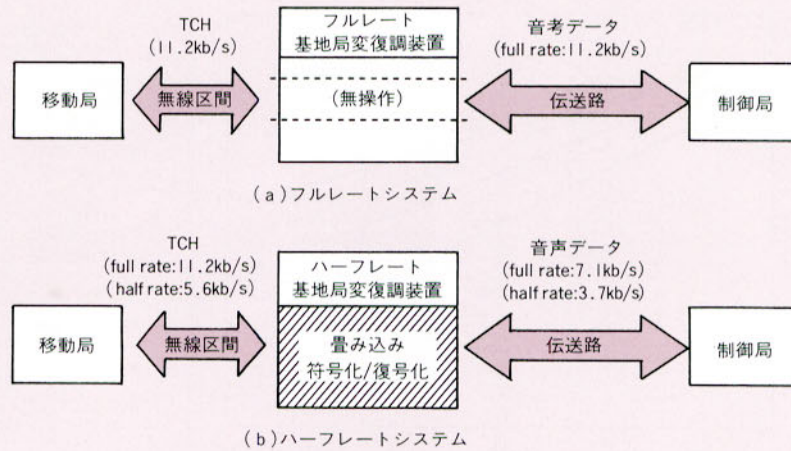 TCH
(11.2kb/s)
フルレート
基地局変復調装置
音考データ
(full rate:11.2kb/s)
移動局
無線区間
(無操作)
伝送路
制御局
(a)フルレートシステム
TCH
(full rate:11.2kb/s)
(half rate:5.6kb/s)
ハーフレート
基地局変復調装置
音声データ
(full rate:7.1kb/s)
(half rate:3.7kb/s)
移動局
無線区間
畳み込み
符号化/復号化
伝送路
制御局
(b)ハーフレートシステム